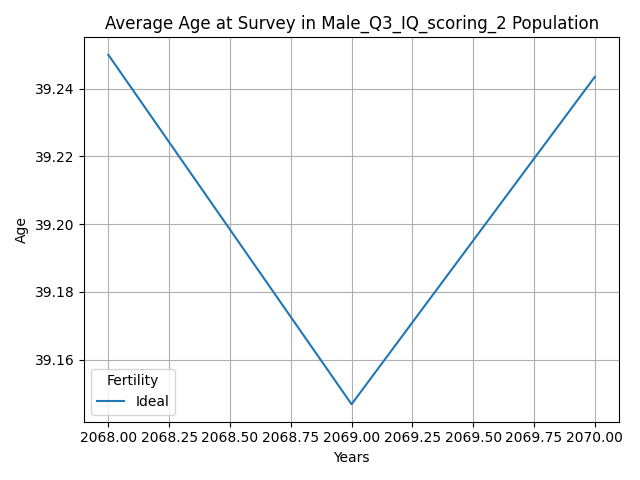 Average Age at Survey in Male_Q3_IQ_scoring_2 Population
Age
39.24
39.22
39.20
39.18
39.16
Fertility
Ideal
2068.00 2068.25 2068.50 2068.75 2069.00 2069.25 2069.50 2069.75 2070.00
Years